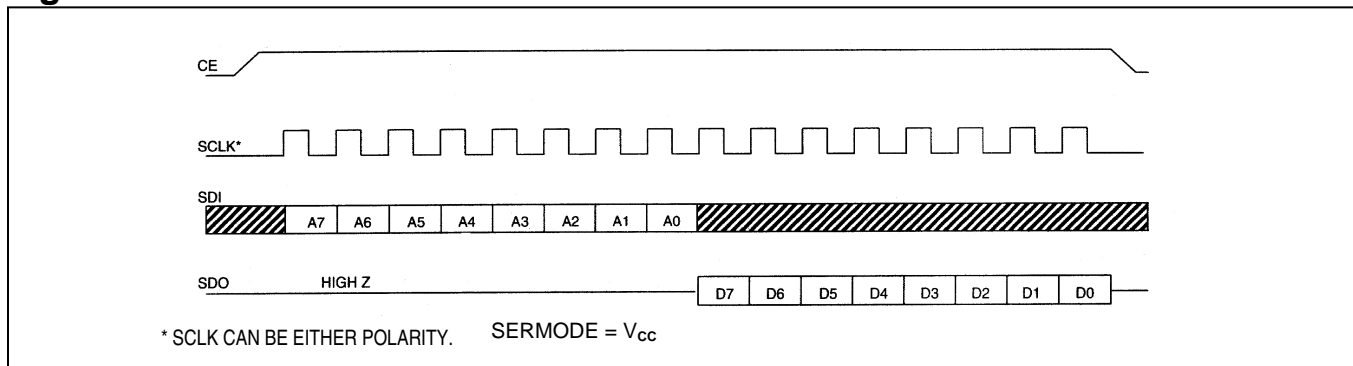 CE
SCLK*
SDI
A7 A6 A5 A4 A3 A2 A1 A0
SDO HIGH Z
D7 D6 D5 D4 D3 D2 D1 D0
* SCLK CAN BE EITHER POLARITY. SERMODE = VCC